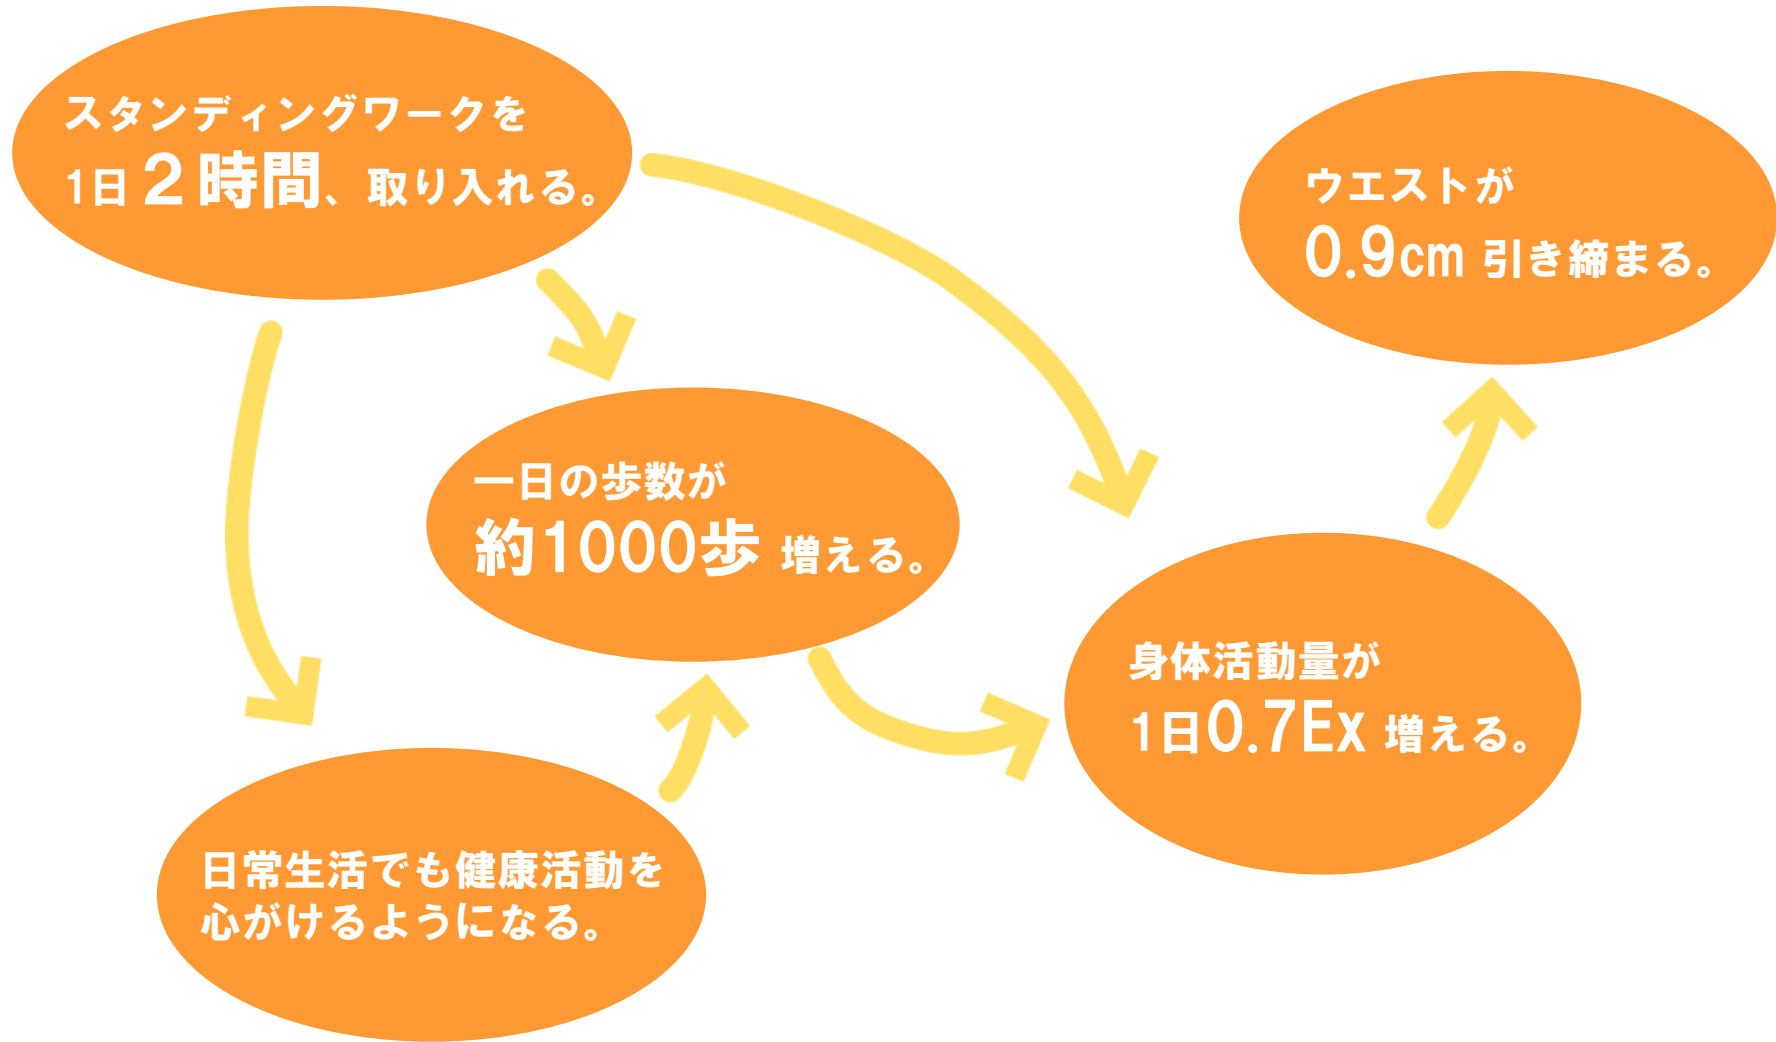 スタンディングワークを
1日２時間、取り入れる。
ウエストが
0.9cm 引き締まる。
一日の歩数が
約1000歩 増える。
身体活動量が
1日0.7Ex 増える。
日常生活でも健康活動を
心がけるようになる。